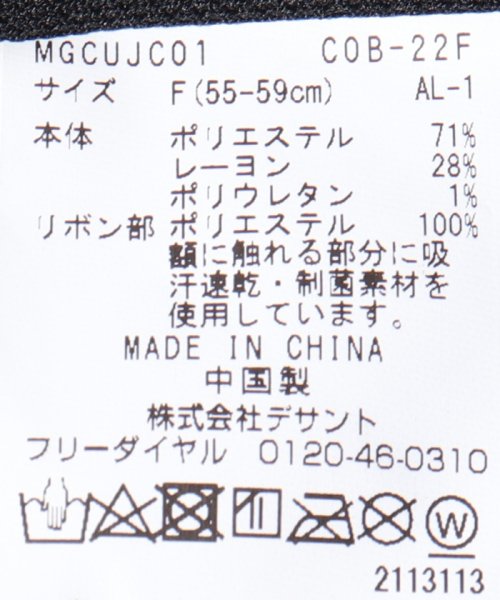 MGCUJC01 COB-22F
サイズ F(55-59cm) AL-1
本体 ポリエステル 71%
レーヨン 28%
ポリウレタン 1%
リボン部 ポリエステル 100%
額に触れる部分に吸
汗速乾・制菌素材を
使用しています。
MADE IN CHINA
中国製
株式会社デサント
フリーダイヤル 0120-46-0310
W
2113113